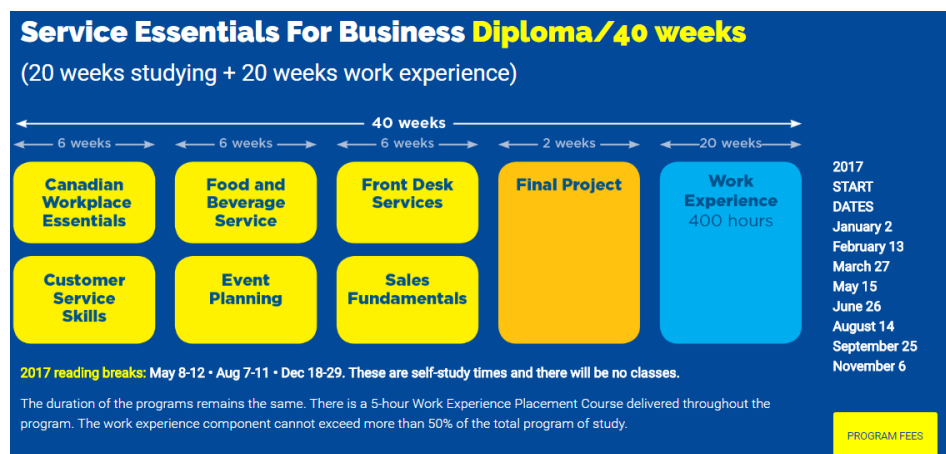 Service Essentials For Business Diploma/40 weeks
(20 weeks studying + 20 weeks work experience)
40 weeks
6 weeks
6 weeks
6 weeks
2 weeks
20 weeks
Canadian
Workplace
Essentials
Food and
Beverage
Service
Front Desk
Services
Final Project
Work
Experience
400 hours
Customer
Service
Skills
Event
Planning
Sales
Fundamentals
2017
START
DATES
January 2
February 13
March 27
May 15
June 26
August 14
September 25
November 6
2017 reading breaks: May 8-12 • Aug 7-11 • Dec 18-29. These are self-study times and there will be no classes.
The duration of the programs remains the same. There is a 5-hour Work Experience Placement Course delivered throughout the
program. The work experience component cannot exceed more than 50% of the total program of study.
PROGRAM FEES